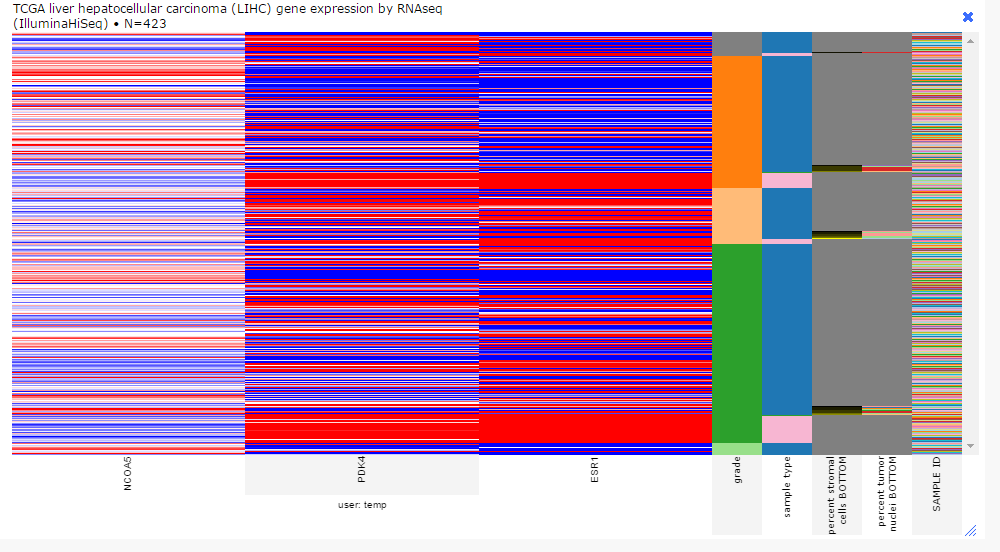 TCGA liver hepatocellular carcinoma (LIHC) gene expression by RNAseq
(IlluminaHiSeq) • N=423
NCOA5
PDK4
ESR1
grade
sample type
percent stromal
cells BOTTOM
percent tumor
nuclei BOTTOM
SAMPLE ID
user: temp